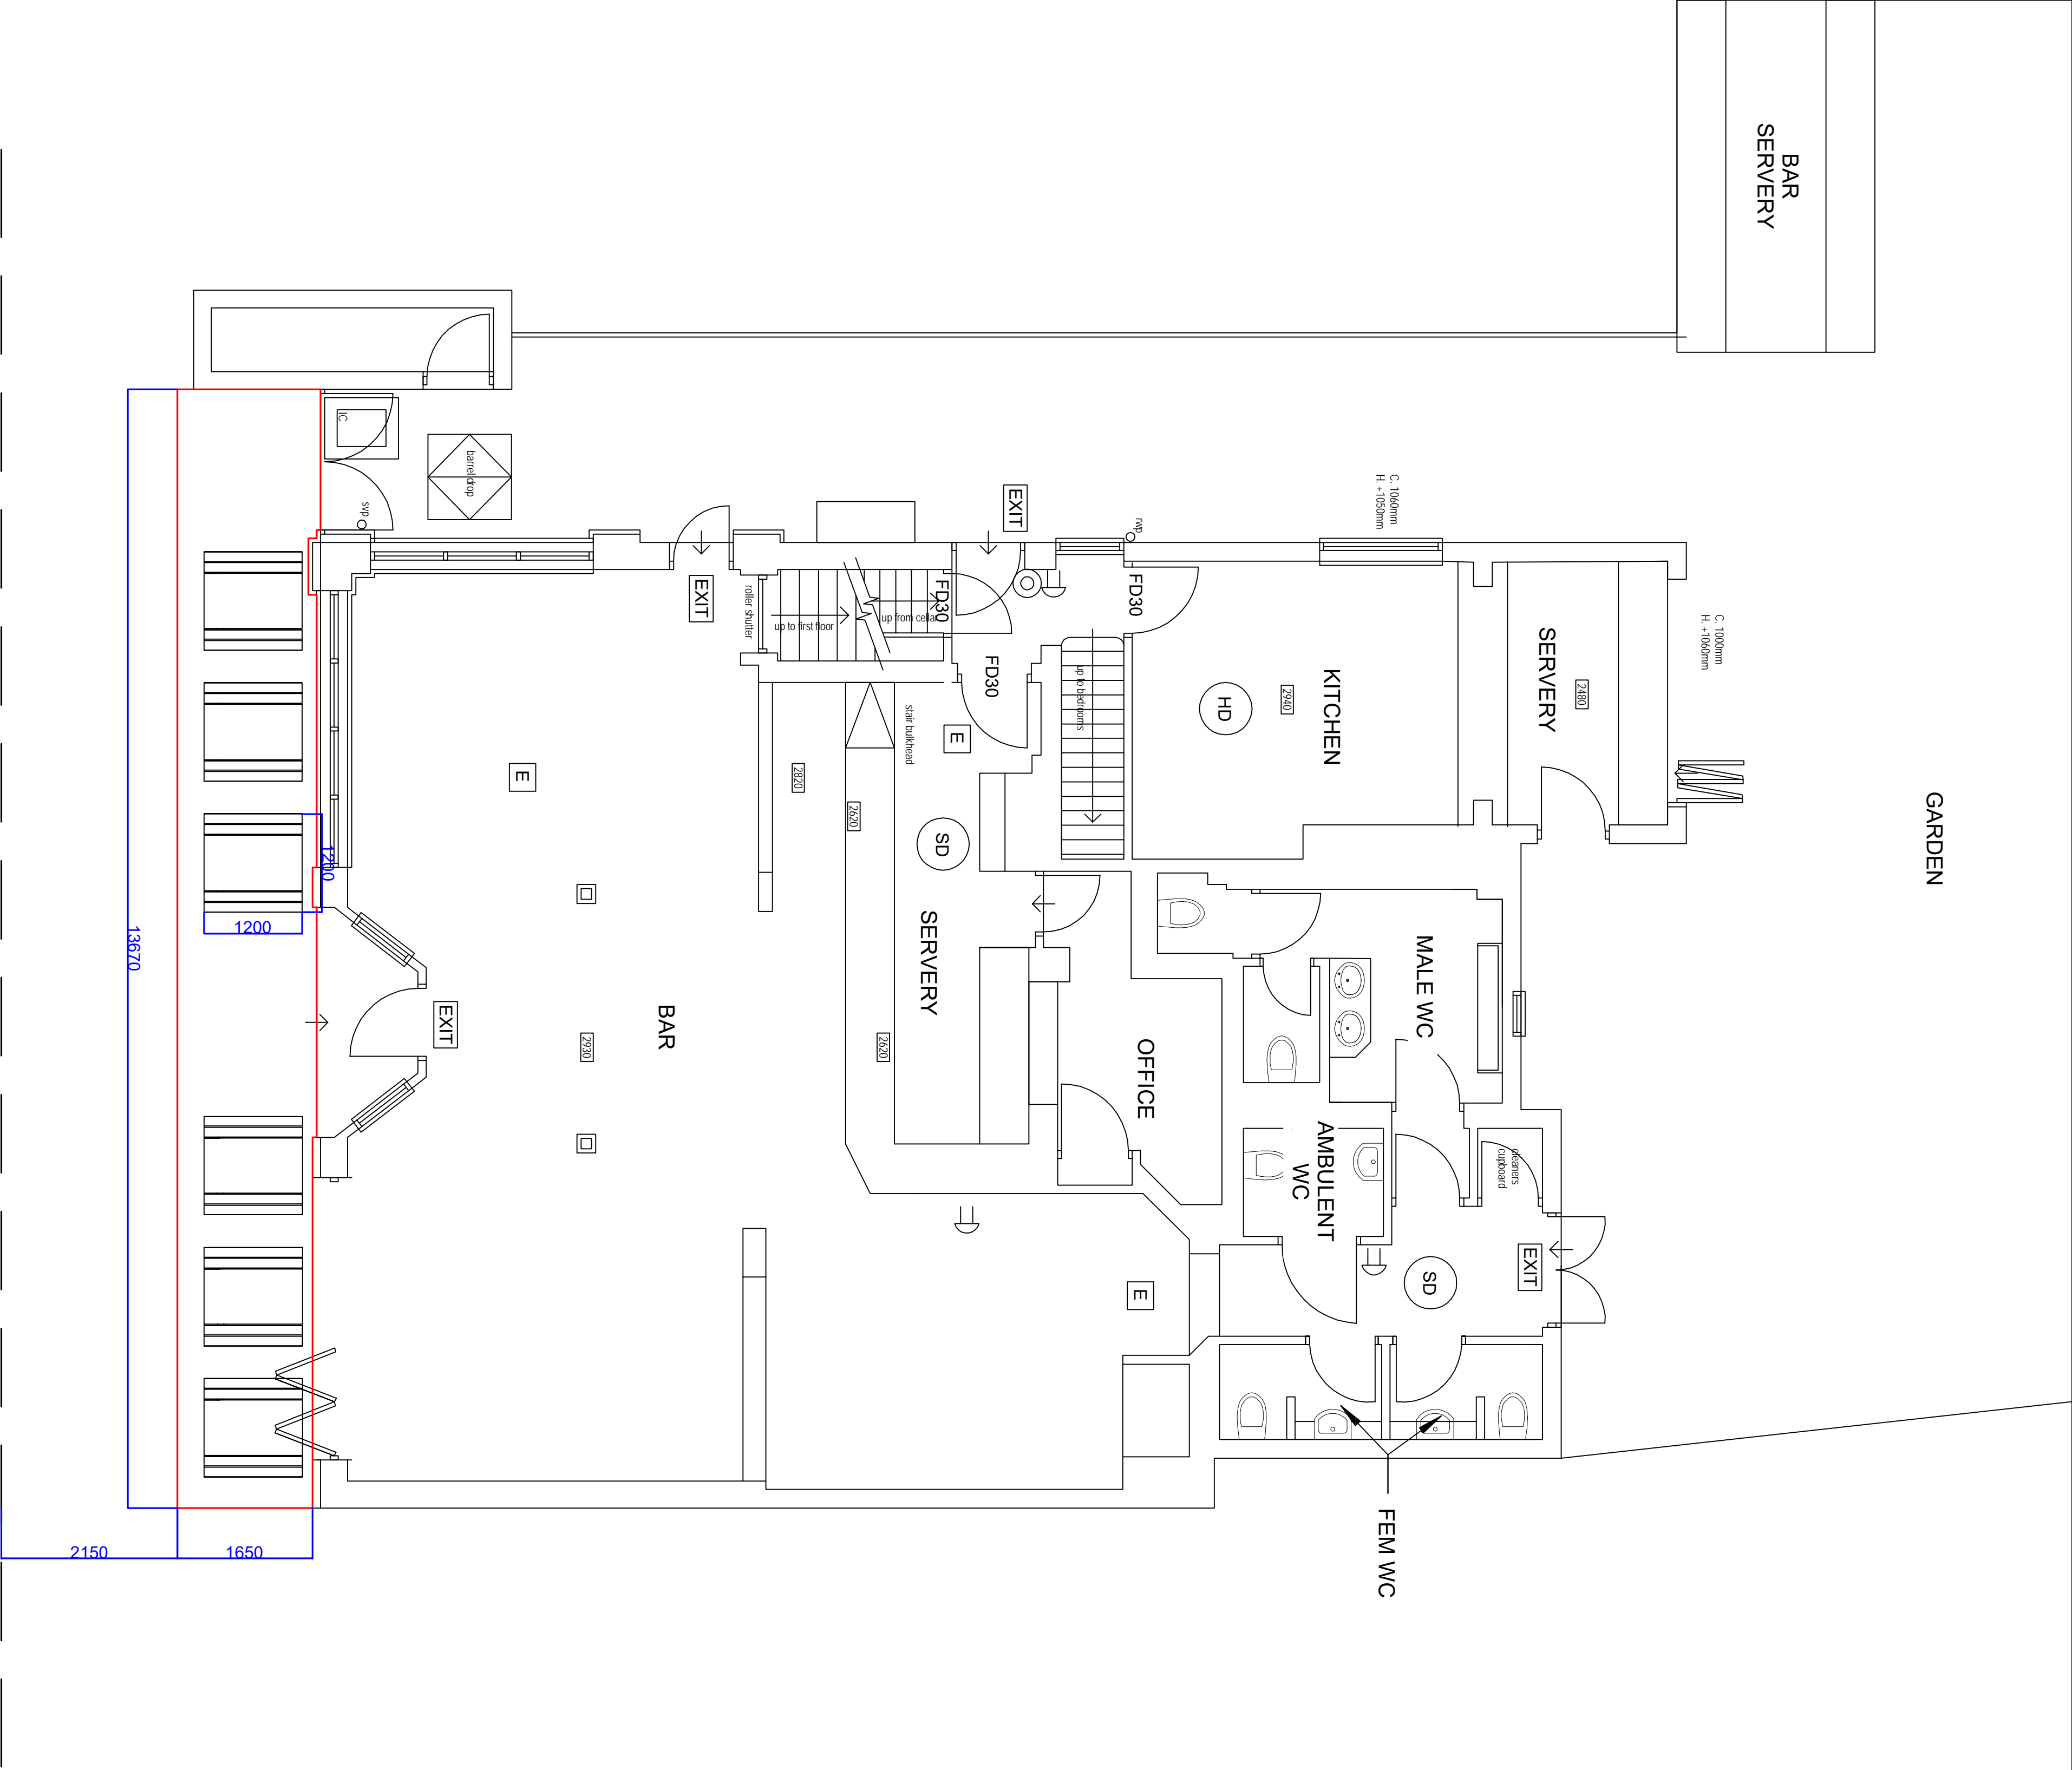 BAR
SERVERY
GARDEN
C. 1060mm
H. +1050mm
C. 1000mm
H. +1060mm
SERVERY
2480
KITCHEN
2940
HD
FD30
rwp
EXIT
FD30
FD30
up to bedrooms
up from cellar
up to first floor
roller shutter
EXIT
stair bulkhead
E
SD
SERVERY
2820
2620
2620
OFFICE
MALE WC
AMBULENT
WC
cleaners
cupboard
EXIT
SD
E
FEM WC
BAR
2930
E
EXIT
barrel drop
IC
svp
1200
1200
13670
2150
1650